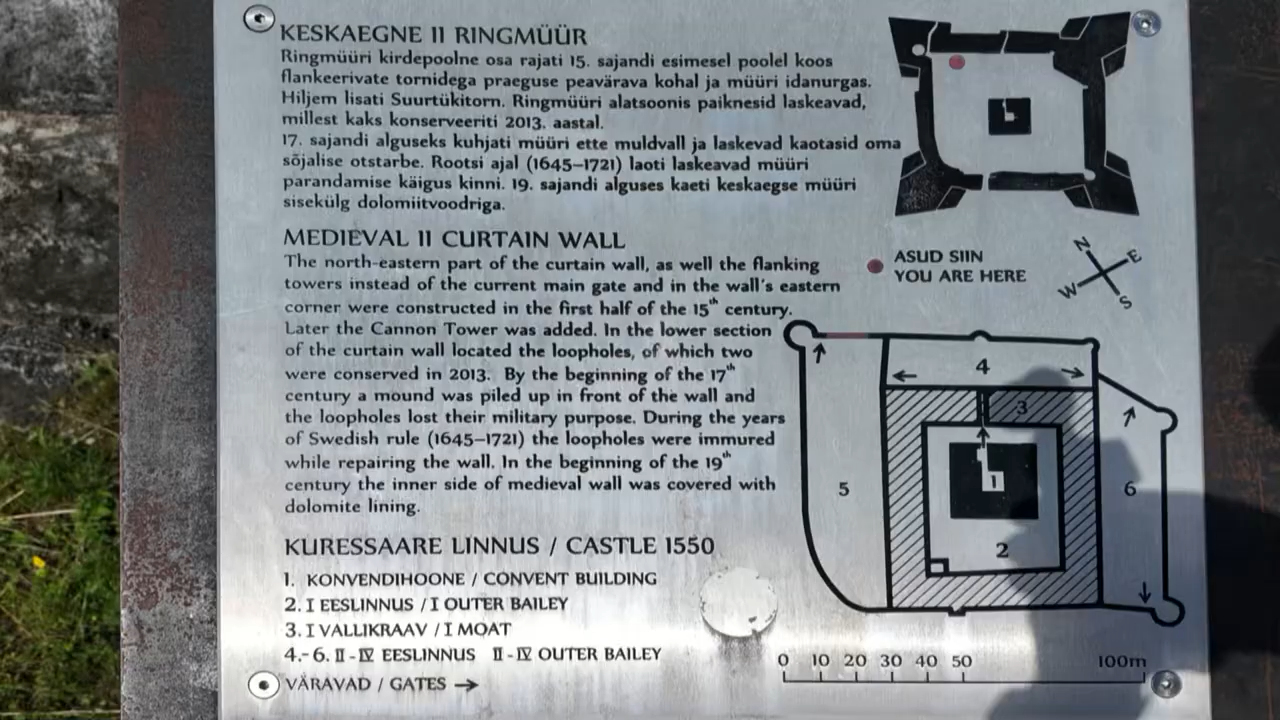 KESKAEGNE II RINGMÜÜR
Ringmüüri kirdepoolne osa rajati 15. sajandi esimesel poolel koos
flankeerivate tornidega praeguse peavärava kohal ja müüri idanurgas.
Hiljem lisati Suurtükitorn. Ringmüüri alatsoonis paiknesid laskeavad,
millest kaks konserveeriti 2013. aastal.
17. sajandi alguseks kuhjati müüri ette muldvall ja laskevad kaotasid oma
sõjalise otstarbe. Rootsi ajal (1645–1721) laoti laskeavad müüri
parandamise käigus kinni. 19. sajandi alguses kaeti keskaegse müüri
sisekülg dolomiitvoodriga.
MEDIEVAL II CURTAIN WALL
The north-eastern part of the curtain wall, as well the flanking
towers instead of the current main gate and in the wall's eastern
corner were constructed in the first half of the 15th century.
Later the Cannon Tower was added. In the lower section
of the curtain wall located the loopholes, of which two
were conserved in 2013. By the beginning of the 17th
century a mound was piled up in front of the wall and
the loopholes lost their military purpose. During the years
of Swedish rule (1645–1721) the loopholes were immured
while repairing the wall. In the beginning of the 19th
century the inner side of medieval wall was covered with
dolomite lining.
KURESSAARE LINNUS / CASTLE 1550
1. KONVENDIHOONE / CONVENT BUILDING
2. I EESLINNUS / I OUTER BAILEY
3. I VALLIKRAAV / I MOAT
4.-6. II-IV EESLINNUS II-IV OUTER BAILEY
VÄRAVAD / GATES →
ASUD SIIN
YOU ARE HERE
N
E
W
S
4
3
1
5
6
2
0 10 20 30 40 50 100m